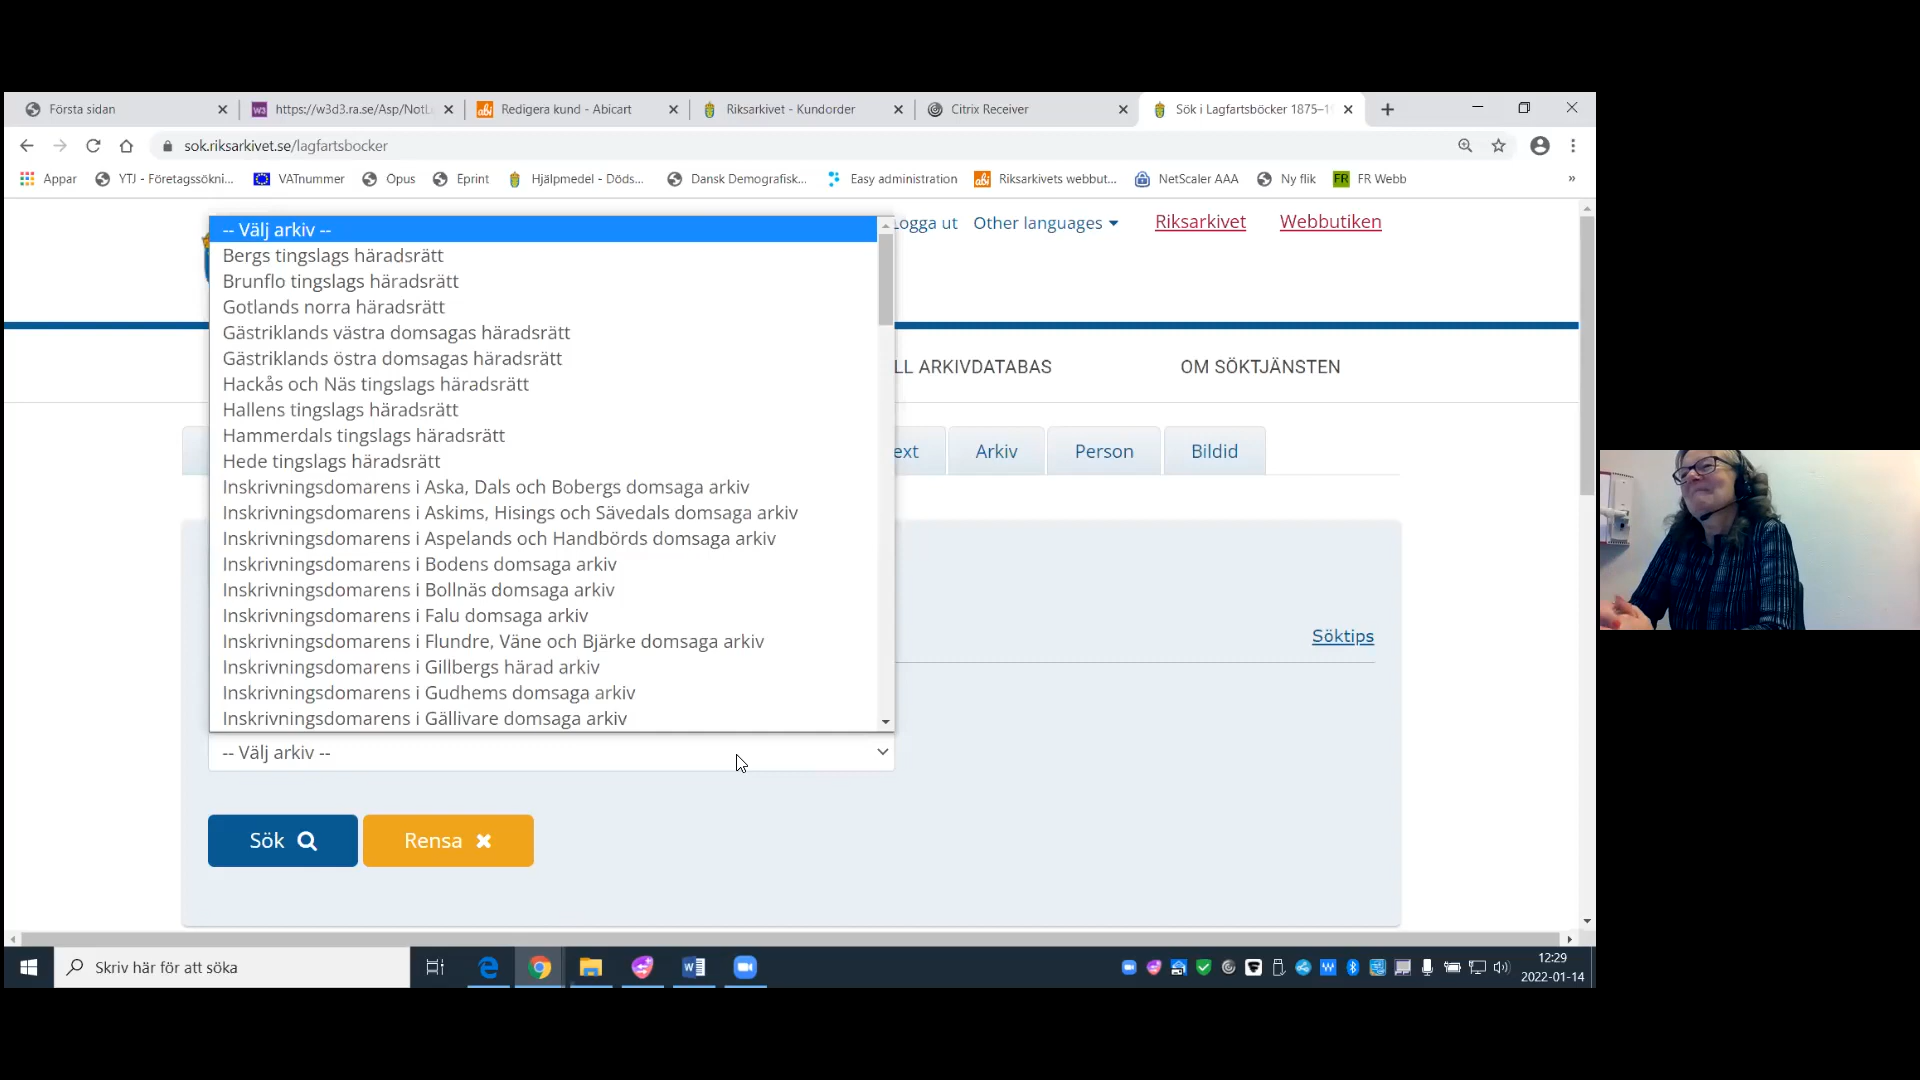 Första sidan
https://w3d3.ra.se/Asp/NotL
Redigera kund - Abicart
Riksarkivet - Kundorder
Citrix Receiver
Sök i Lagfartsböcker 1875–1
sok.riksarkivet.se/lagfartsbocker
Appar
YTJ - Företagssökni...
VATnummer
Opus
Eprint
Hjälpmedel - Döds...
Dansk Demografisk...
Easy administration
Riksarkivets webbut...
NetScaler AAA
Ny flik
FR Webb
»
Logga ut
Other languages
Riksarkivet
Webbutiken
-- Välj arkiv --
Bergs tingslags häradsrätt
Brunflo tingslags häradsrätt
Gotlands norra häradsrätt
Gästriklands västra domsagas häradsrätt
Gästriklands östra domsagas häradsrätt
Hackås och Näs tingslags häradsrätt
Hallens tingslags häradsrätt
Hammerdals tingslags häradsrätt
Hede tingslags häradsrätt
Inskrivningsdomarens i Aska, Dals och Bobergs domsaga arkiv
Inskrivningsdomarens i Askims, Hisings och Sävedals domsaga arkiv
Inskrivningsdomarens i Aspelands och Handbörds domsaga arkiv
Inskrivningsdomarens i Bodens domsaga arkiv
Inskrivningsdomarens i Bollnäs domsaga arkiv
Inskrivningsdomarens i Falu domsaga arkiv
Inskrivningsdomarens i Flundre, Väne och Bjärke domsaga arkiv
Inskrivningsdomarens i Gillbergs härad arkiv
Inskrivningsdomarens i Gudhems domsaga arkiv
Inskrivningsdomarens i Gällivare domsaga arkiv
LL ARKIVDATABAS
OM SÖKTJÄNSTEN
ext
Arkiv
Person
Bildid
Söktips
-- Välj arkiv --
Sök
Rensa
Skriv här för att söka
12:29
2022-01-14